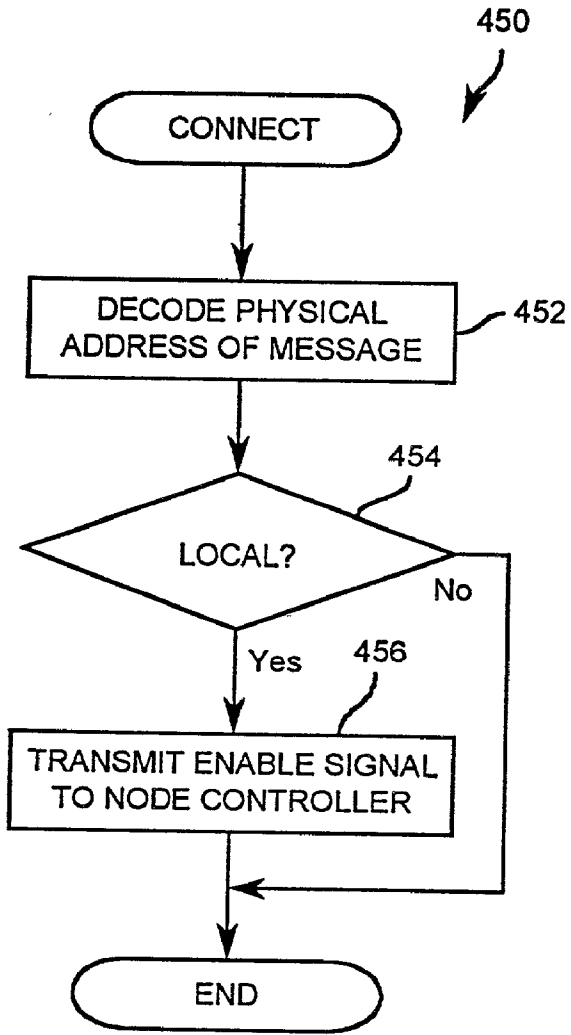 450
CONNECT
DECODE PHYSICAL
ADDRESS OF MESSAGE
452
454
LOCAL?
No
Yes
456
TRANSMIT ENABLE SIGNAL
TO NODE CONTROLLER
END